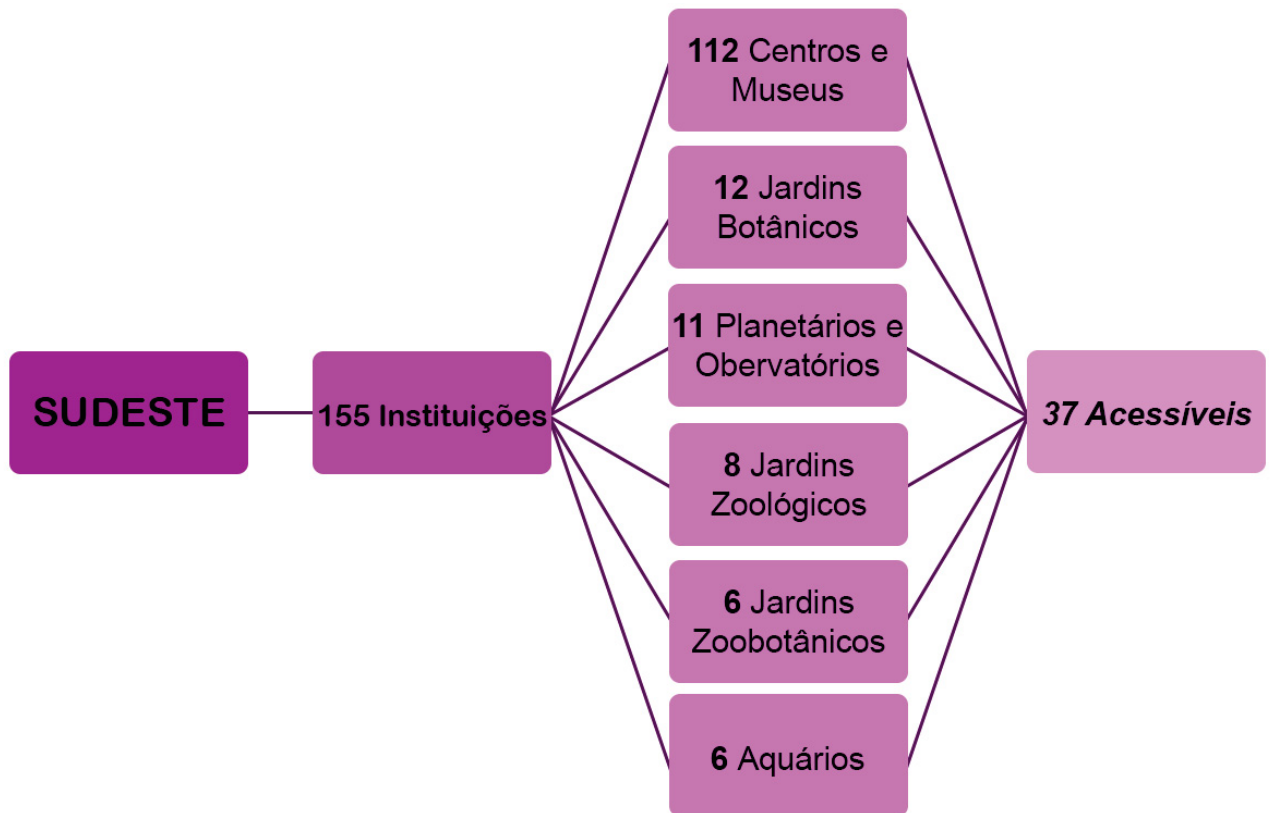 SUDESTE
155 Instituições
112 Centros e
Museus
12 Jardins
Botânicos
11 Planetários e
Obervatórios
8 Jardins
Zoológicos
6 Jardins
Zoobotânicos
6 Aquários
37 Acessíveis